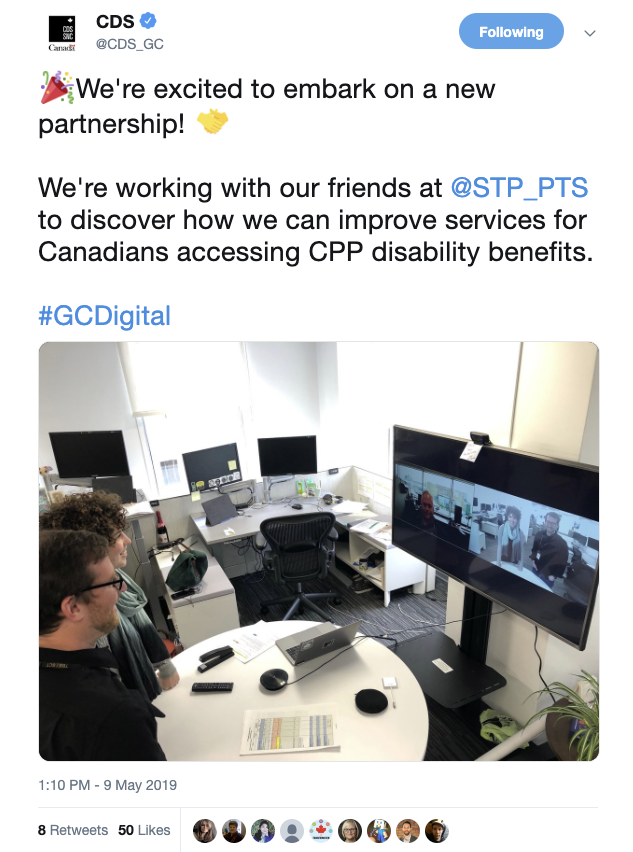 CDS
@CDS_GC
Following
CDS
SNC
Canada
🎉We're excited to embark on a new
partnership! 🤝
We're working with our friends at @STP_PTS
to discover how we can improve services for
Canadians accessing CPP disability benefits.
#GCDigital
1:10 PM - 9 May 2019
8 Retweets 50 Likes